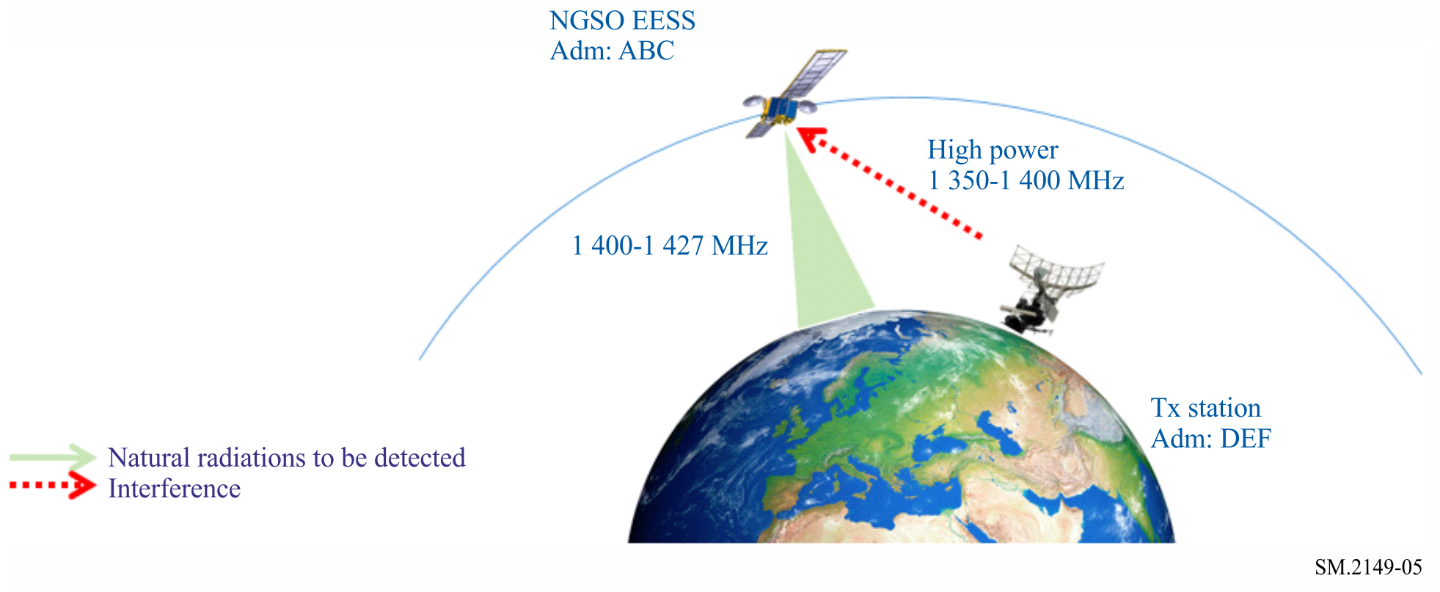 NGSO EESS
Adm: ABC
High power
1 350-1 400 MHz
1 400-1 427 MHz
Tx station
Adm: DEF
Natural radiations to be detected
Interference
SM.2149-05